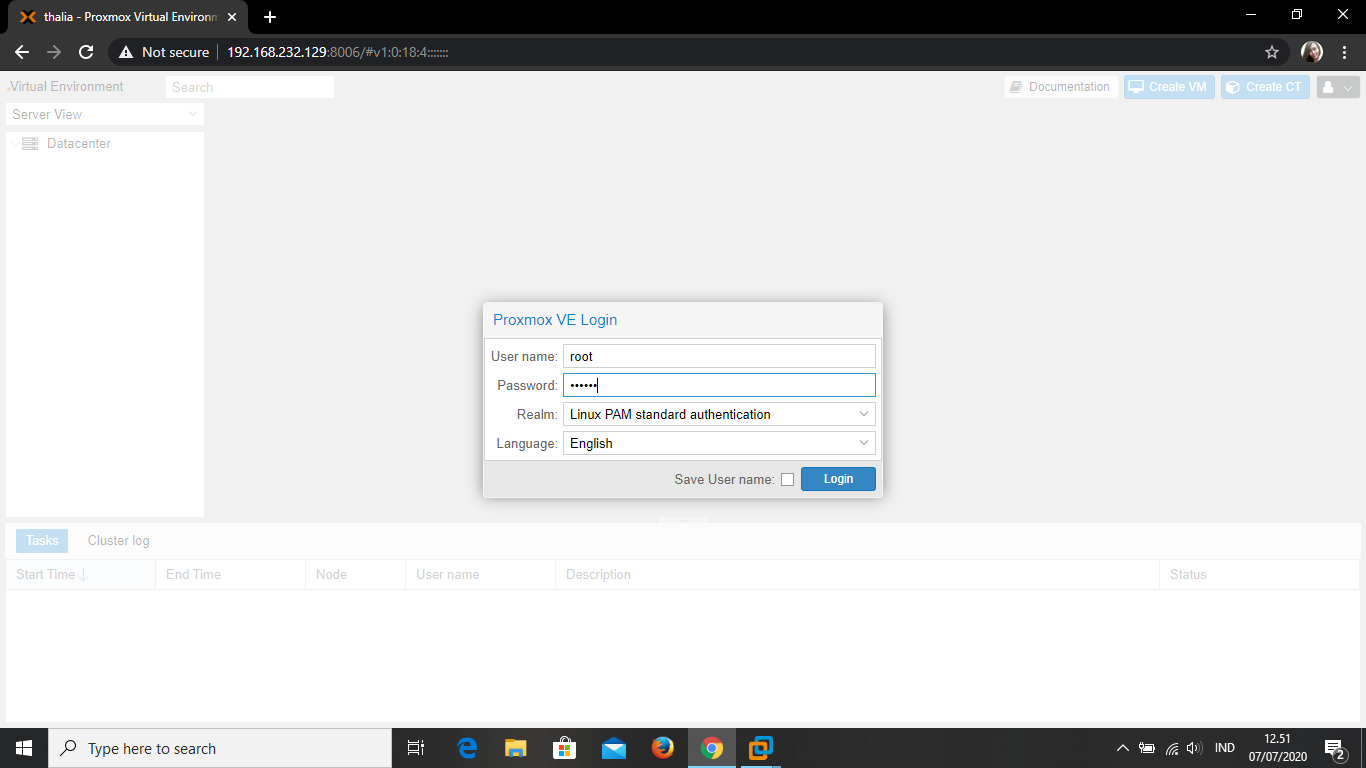 thalia - Proxmox Virtual Environm
Not secure
192.168.232.129:8006/#v1:0:18:4:::::::
Virtual Environment
Search
Documentation
Create VM
Create CT
Server View
Datacenter
Proxmox VE Login
User name: root
Password: ••••••
Realm: Linux PAM standard authentication
Language: English
Save User name:
Login
Tasks
Cluster log
Start Time
End Time
Node
User name
Description
Status
Type here to search
IND
12.51
07/07/2020
2